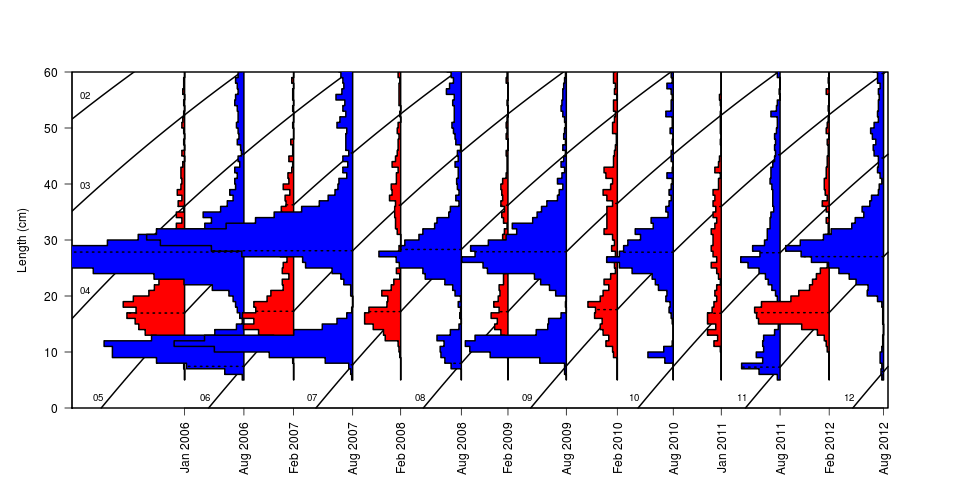 60
50
40
30
20
10
0
Length (cm)
02
03
04
05
06
07
08
09
10
11
12
Jan 2006
Aug 2006
Feb 2007
Aug 2007
Feb 2008
Aug 2008
Feb 2009
Aug 2009
Feb 2010
Aug 2010
Jan 2011
Aug 2011
Feb 2012
Aug 2012